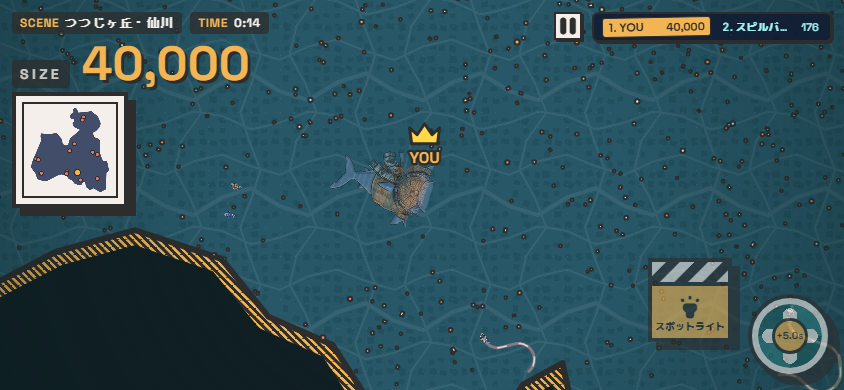 SCENE つつじヶ丘 - 仙川
TIME 0:14
SIZE 40,000
1. YOU 40,000
2. スピルバ… 176
YOU
スポットライト
+5.0s